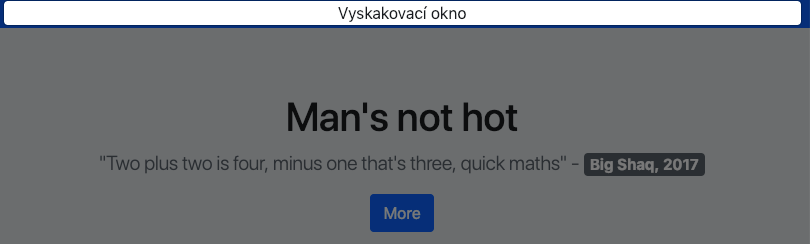 Vyskakovací okno
Man's not hot
"Two plus two is four, minus one that's three, quick maths" - Big Shaq, 2017
More